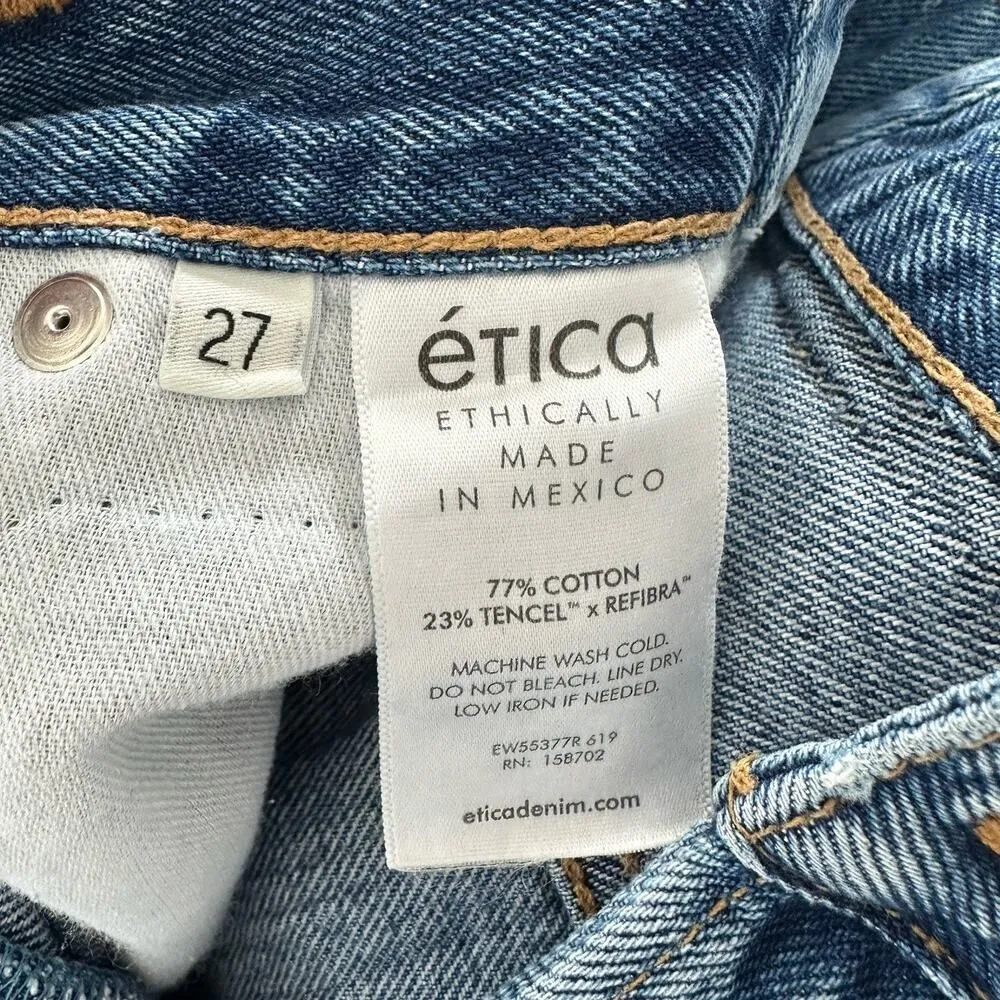 27
éTICa
ETHICALLY
MADE
IN MEXICO
77% COTTON
23% TENCEL™ x REFIBRA™
MACHINE WASH COLD.
DO NOT BLEACH. LINE DRY.
LOW IRON IF NEEDED.
EW55377R 619
RN: 158702
eticadenim.com